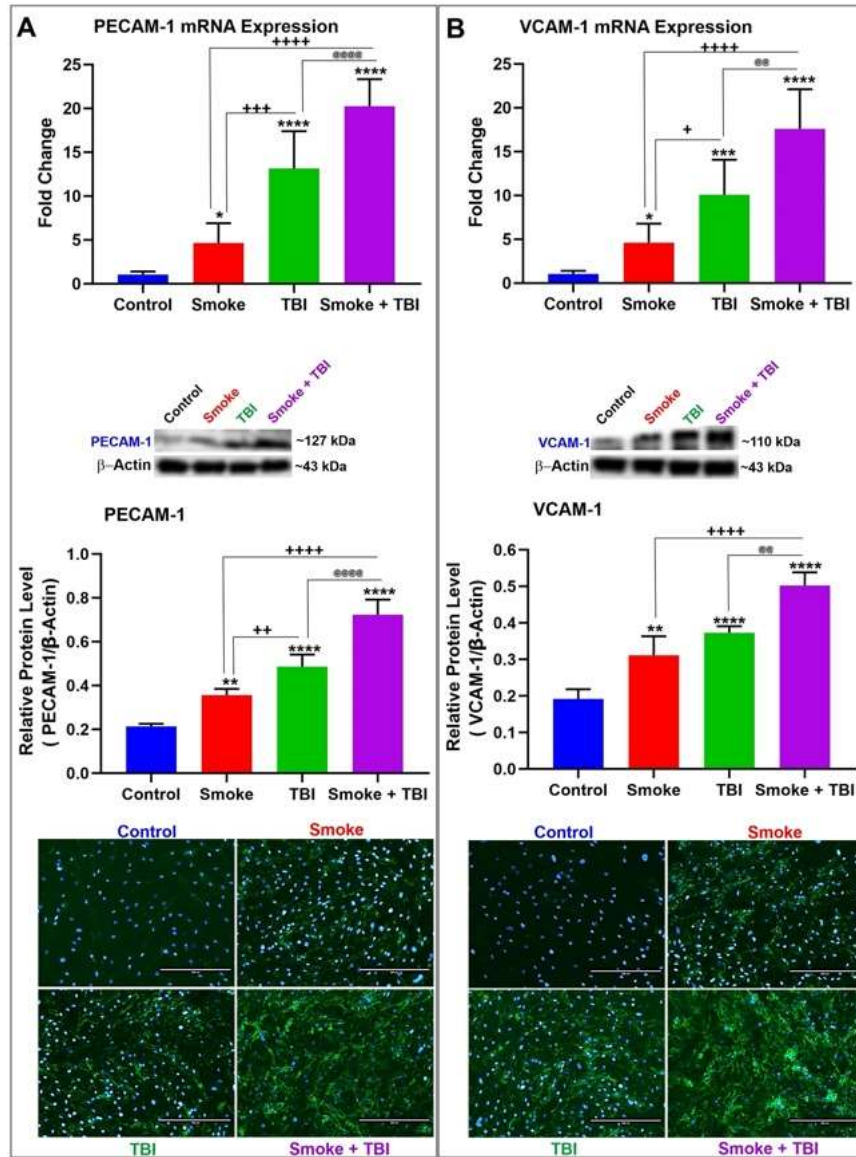 A
PECAM-1 mRNA Expression
++++
@@@@
****
+++
****
*
Fold Change
25
20
15
10
5
0
Control Smoke TBI Smoke + TBI
Control Smoke TBI Smoke + TBI
PECAM-1 ~127 kDa
β-Actin ~43 kDa
PECAM-1
++++
@@@@
****
++
****
**
Relative Protein Level
( PECAM-1/β-Actin)
1.0
0.8
0.6
0.4
0.2
0.0
Control Smoke TBI Smoke + TBI
Control Smoke
TBI Smoke + TBI
B
VCAM-1 mRNA Expression
++++
@@
****
+
***
*
Fold Change
25
20
15
10
5
0
Control Smoke TBI Smoke + TBI
Control Smoke TBI Smoke + TBI
VCAM-1 ~110 kDa
β-Actin ~43 kDa
VCAM-1
++++
@@
****
****
**
Relative Protein Level
( VCAM-1/β-Actin)
0.6
0.5
0.4
0.3
0.2
0.1
0.0
Control Smoke TBI Smoke + TBI
Control Smoke
TBI Smoke + TBI